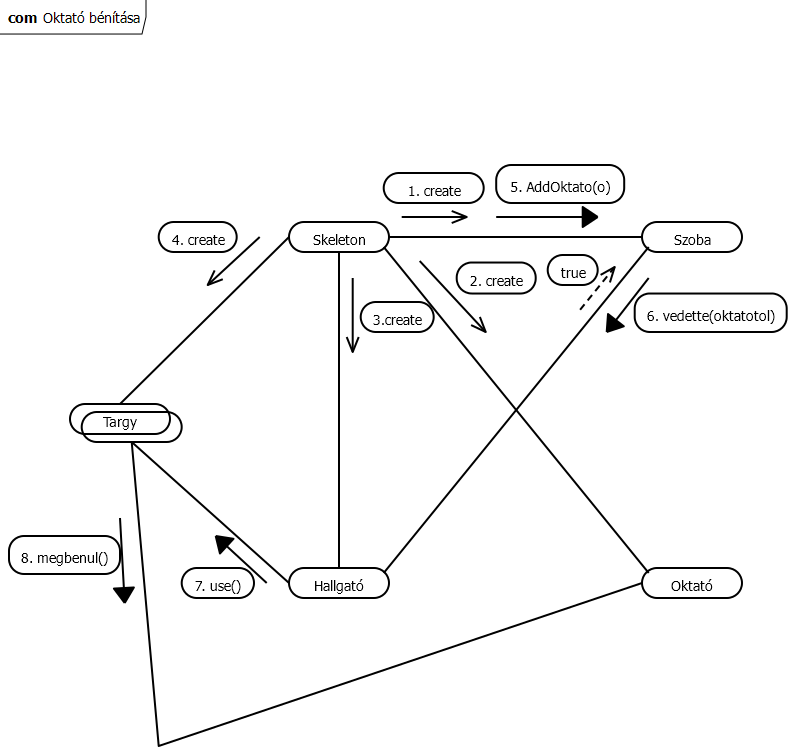 com Oktató bénítása
1. create
5. AddOktato(o)
4. create
Skeleton
Szoba
2. create
true
3.create
6. vedette(oktatotol)
Targy
8. megbenul()
7. use()
Hallgató
Oktató